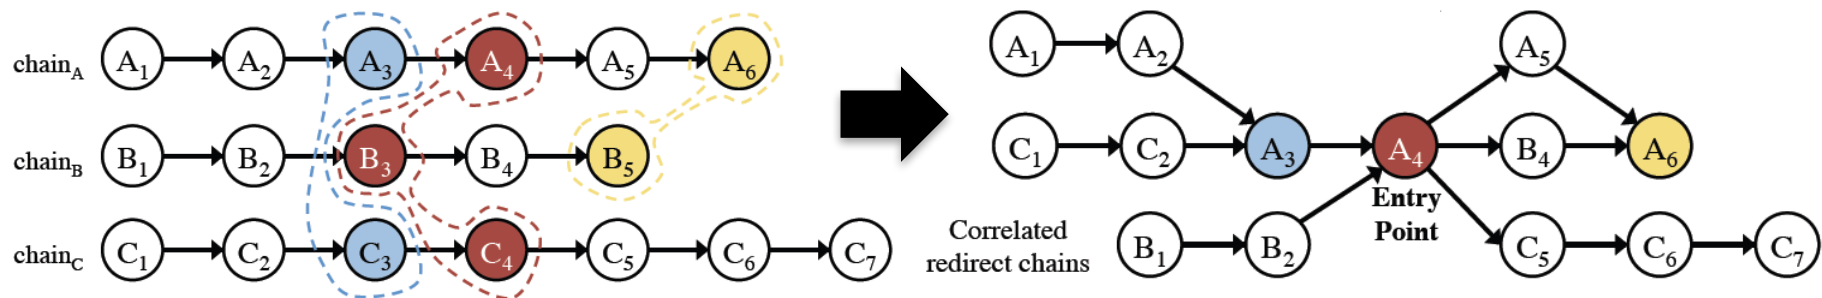 chainA A1 A2 A3 A4 A5 A6
chainB B1 B2 B3 B4 B5
chainC C1 C2 C3 C4 C5 C6 C7
A1 A2 A5
C1 C2 A3 A4 B4 A6
Entry
Point
B1 B2 C5 C6 C7
Correlated
redirect chains